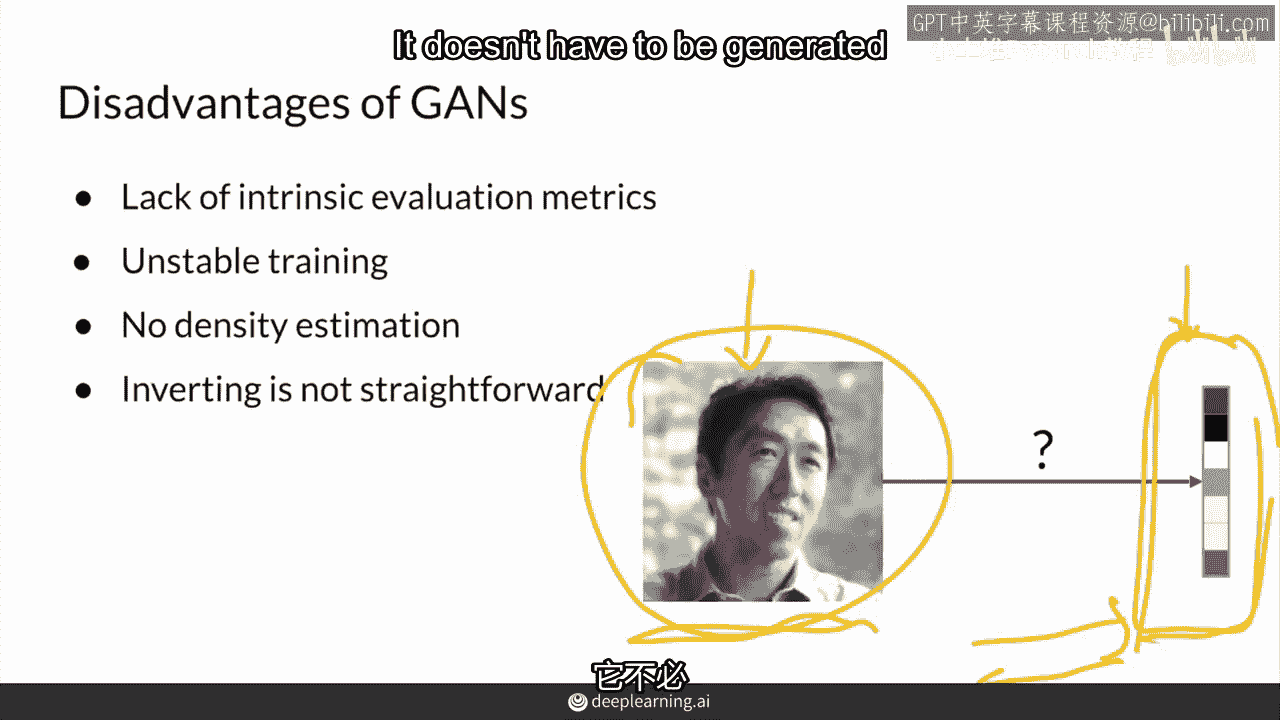 GPT中英字幕课程资源@bilibili.com
It doesn't have to be generated
Disadvantages of GANs
● Lack of intrinsic evaluation metrics
● Unstable training
● No density estimation
● Inverting is not straightforward
?
它不必
deeplearning.ai